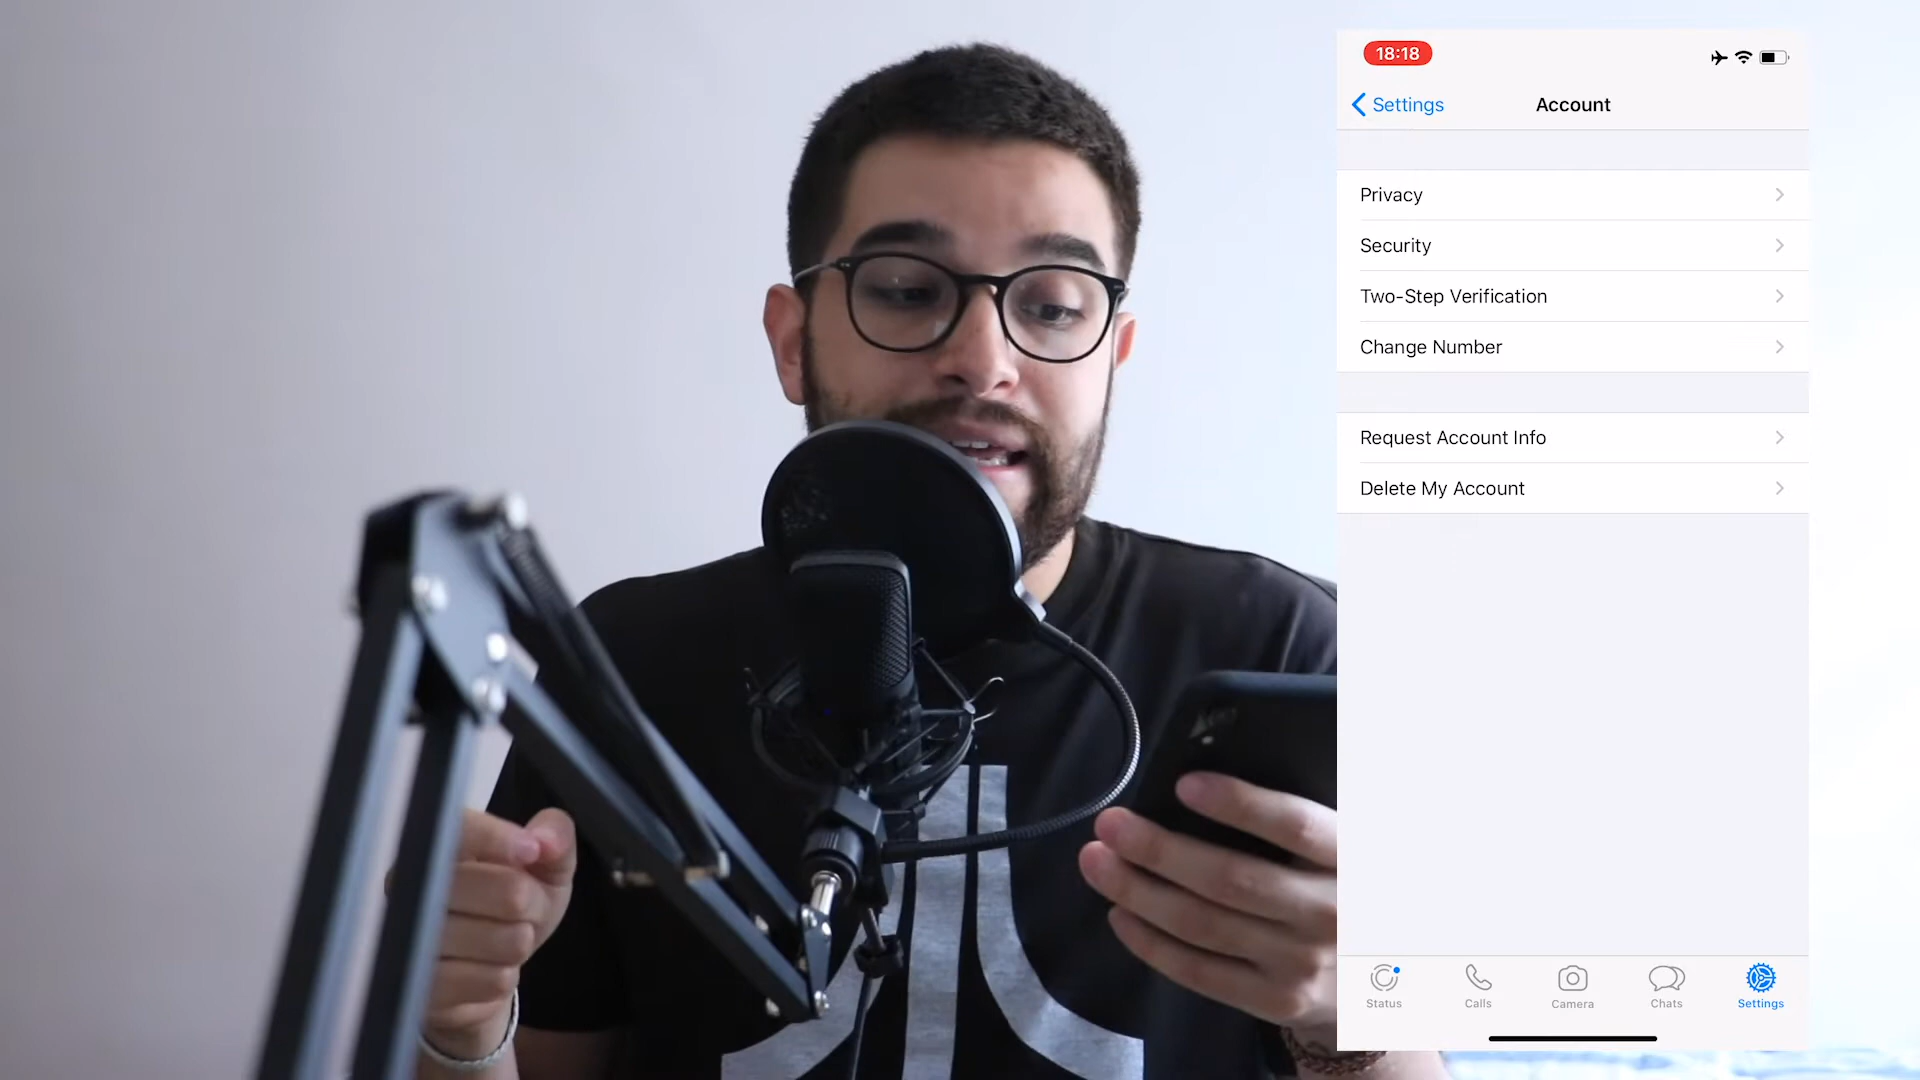 18:18
Settings
Account
Privacy
Security
Two-Step Verification
Change Number
Request Account Info
Delete My Account
Status
Calls
Camera
Chats
Settings